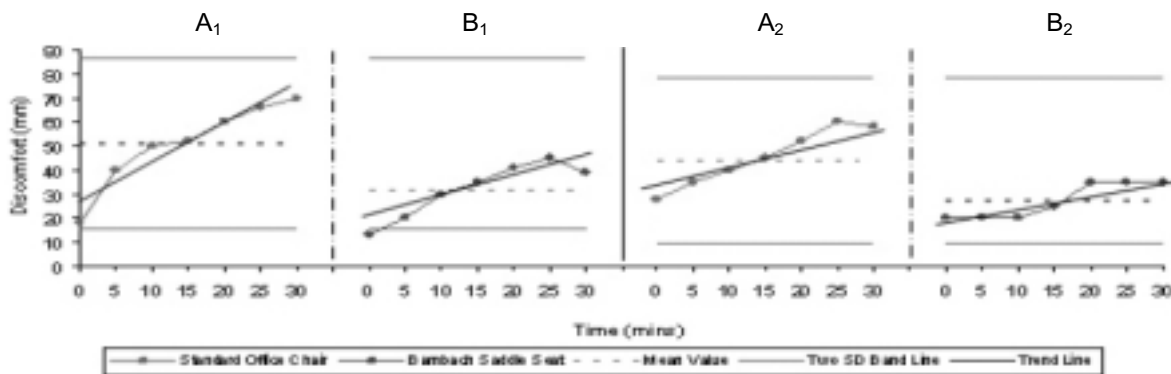 A1 B1 A2 B2
90
80
70
60
50
40
30
20
10
0
Discomfort (mm)
0 5 10 15 20 25 30 0 5 10 15 20 25 30 0 5 10 15 20 25 30 0 5 10 15 20 25 30
Time (mins)
Standard Office Chair Bambach Saddle Seat Mean Value Two SD Band Line Trend Line